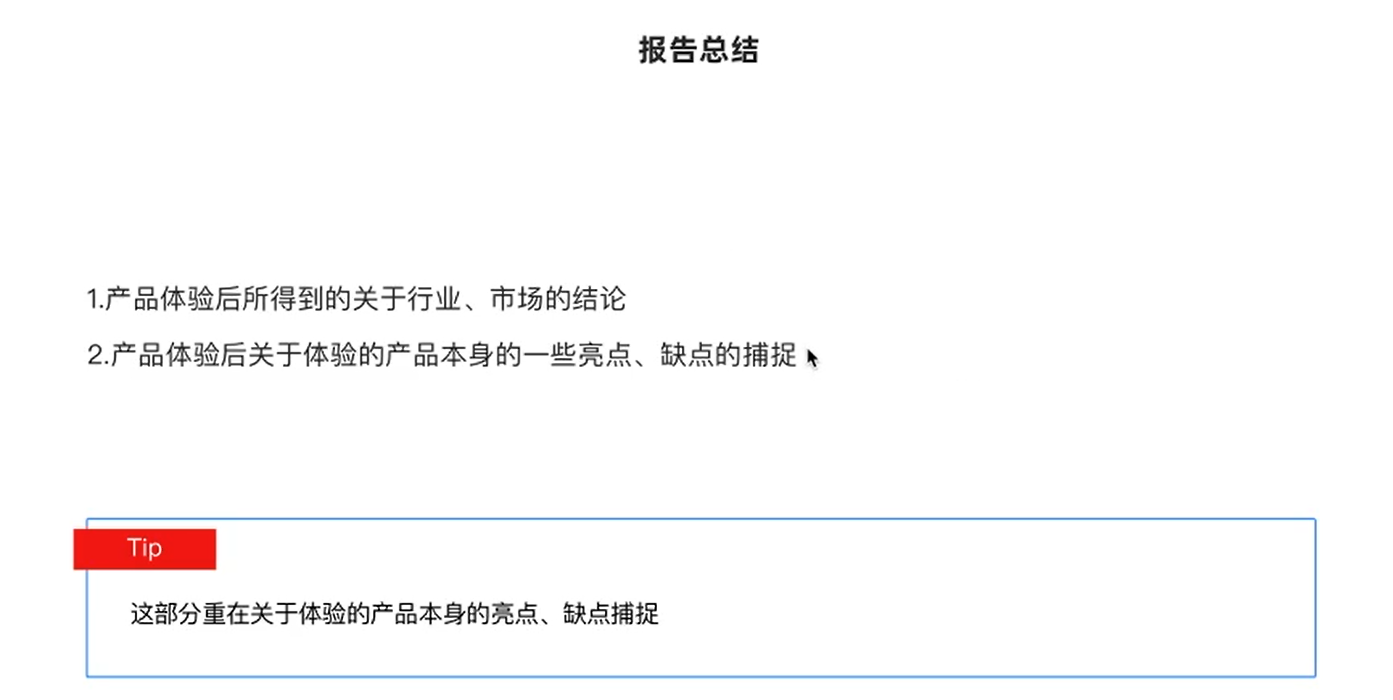 报告总结
1.产品体验后所得到的关于行业、市场的结论
2.产品体验后关于体验的产品本身的一些亮点、缺点的捕捉
Tip
这部分重在关于体验的产品本身的亮点、缺点捕捉